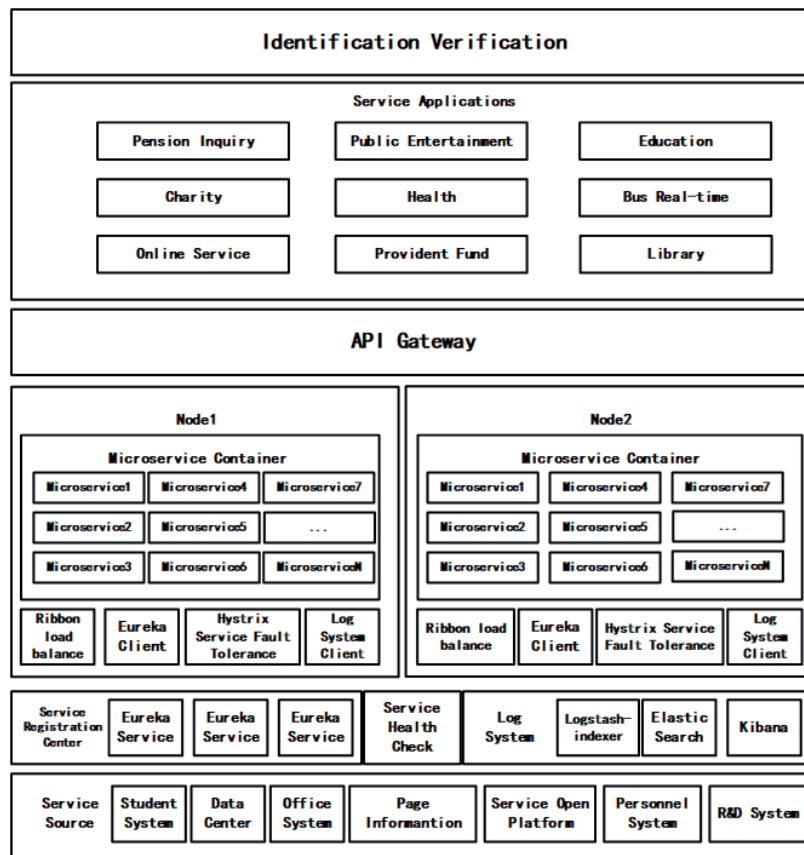 Identification Verification
Service Applications
Pension Inquiry
Public Entertainment
Education
Charity
Health
Bus Real-time
Online Service
Provident Fund
Library
API Gateway
Node1
Microservice Container
Microservice1
Microservice4
Microservice7
Microservice2
Microservice5
...
Microservice3
Microservice6
MicroserviceN
Ribbon
load
balance
Eureka
Client
Hystrix
Service Fault
Tolerance
Log
System
Client
Node2
Microservice Container
Microservice1
Microservice4
Microservice7
Microservice2
Microservice5
...
Microservice3
Microservice6
MicroserviceN
Ribbon load
balance
Eureka
Client
Hystrix Service
Fault Tolerance
Log
System
Client
Service
Registration
Center
Eureka
Service
Eureka
Service
Eureka
Service
Service
Health
Check
Log
System
Logstash-
indexer
Elastic
Search
Kibana
Service
Source
Student
System
Data
Center
Office
System
Page
Informantion
Service Open
Platform
Personnel
System
R&D System